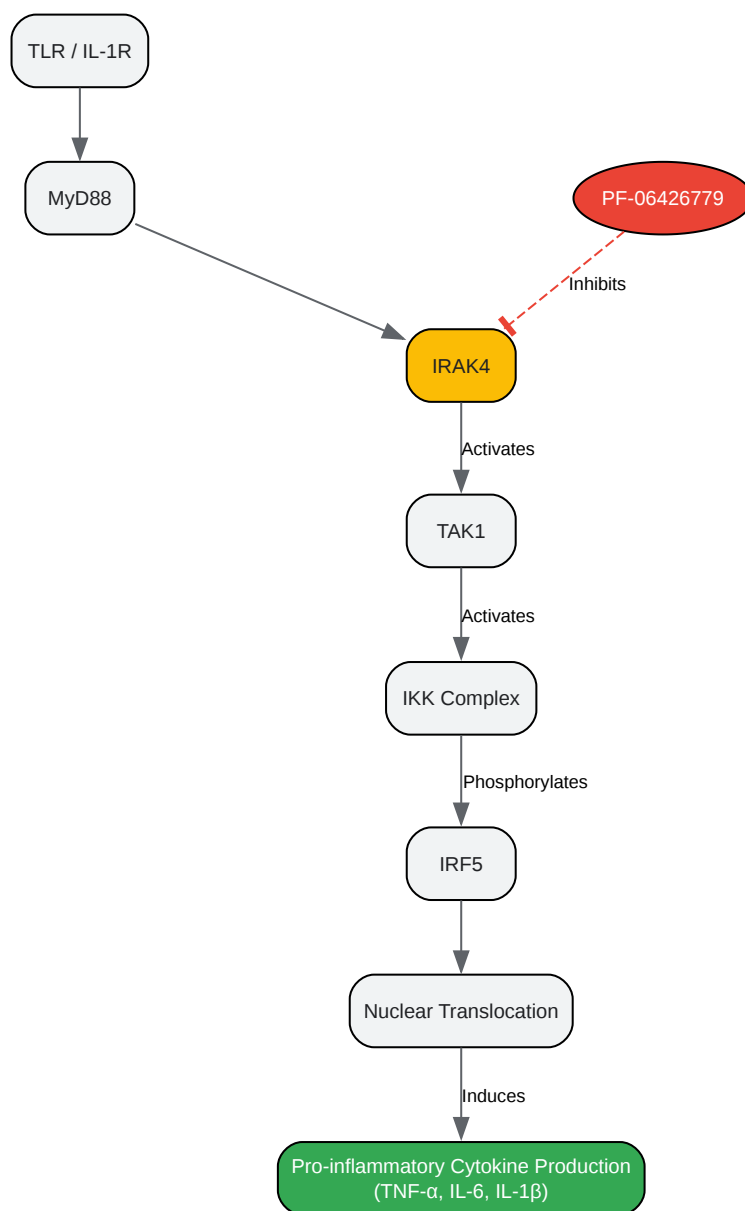 TLR / IL-1R
MyD88
PF-06426779
Inhibits
IRAK4
Activates
TAK1
Activates
IKK Complex
Phosphorylates
IRF5
Nuclear Translocation
Induces
Pro-inflammatory Cytokine Production
(TNF-α, IL-6, IL-1β)